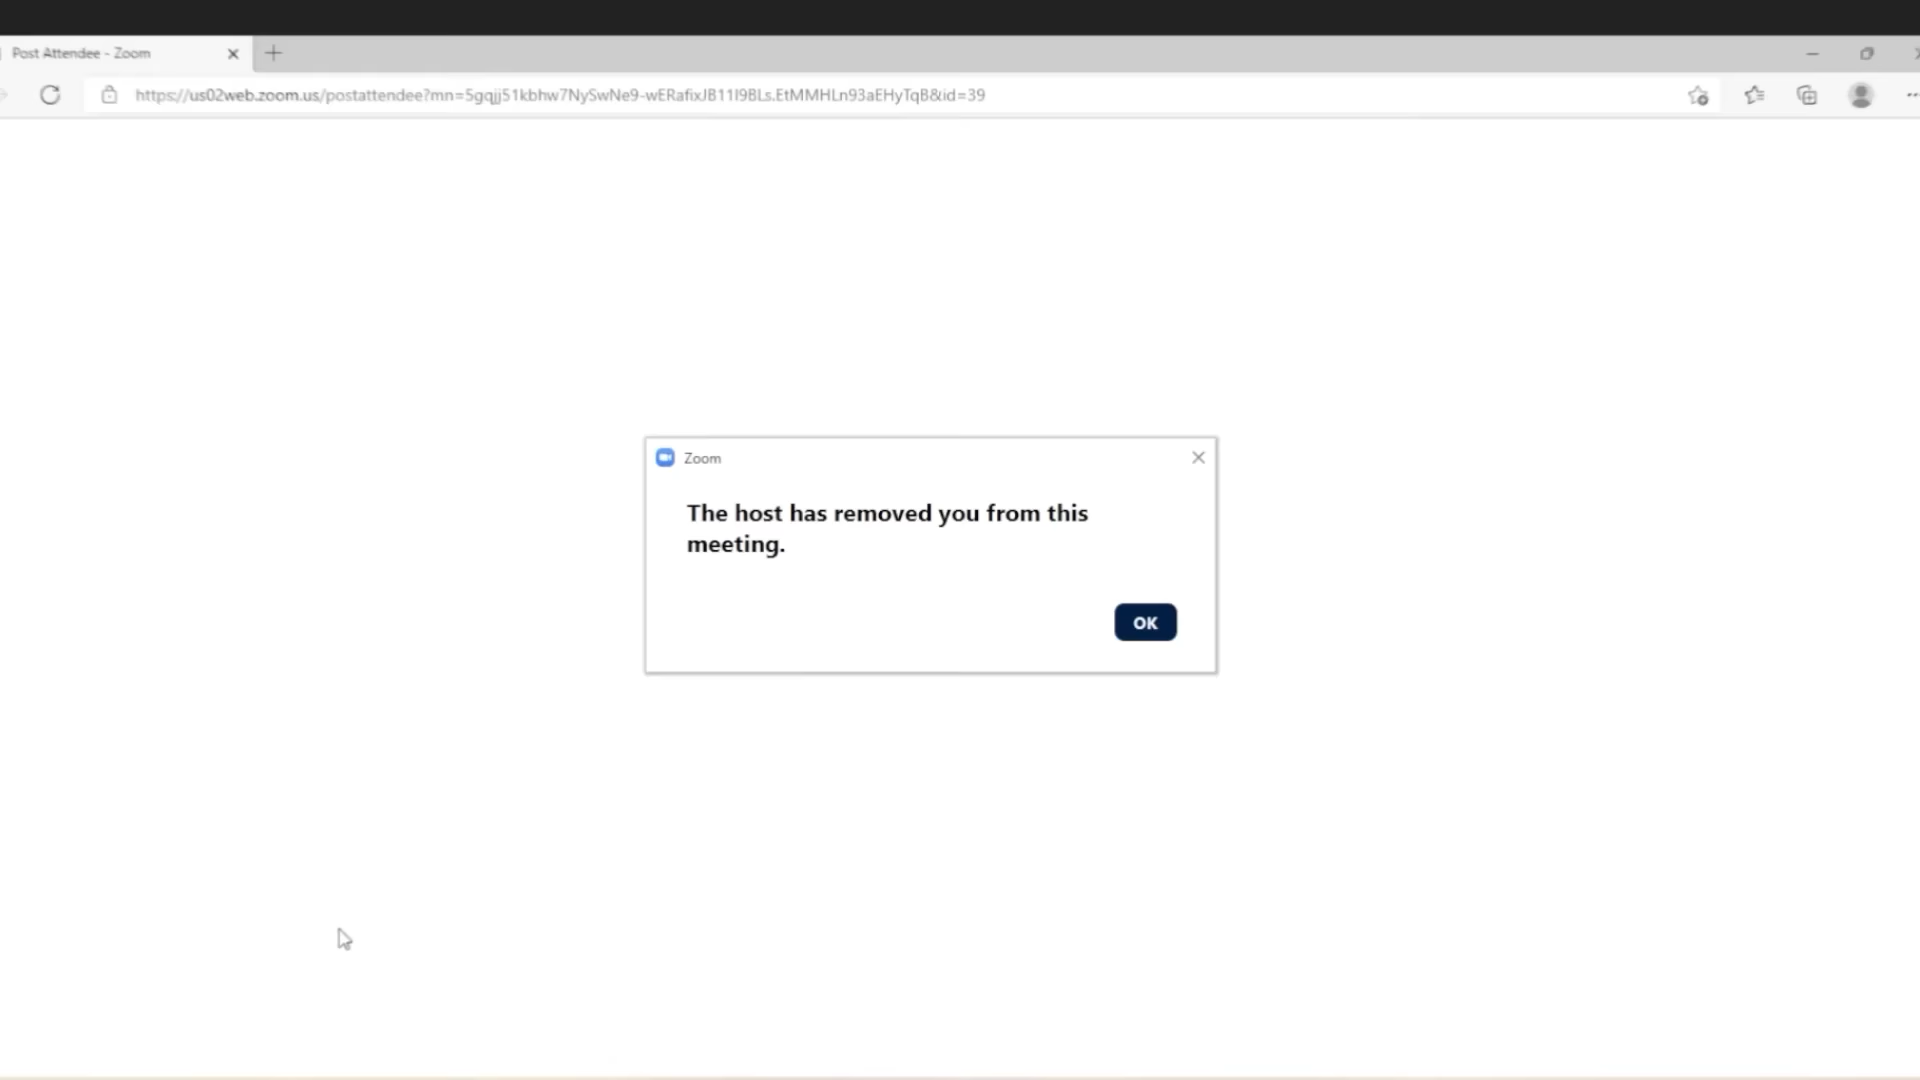 Post Attendee - Zoom
https://us02web.zoom.us/postattendee?mn=5gqjj51kbhw7NySwNe9-wERafixJB11I9BLs.EtMMHLn93aEHyTqB&id=39
Zoom
The host has removed you from this
meeting.
OK